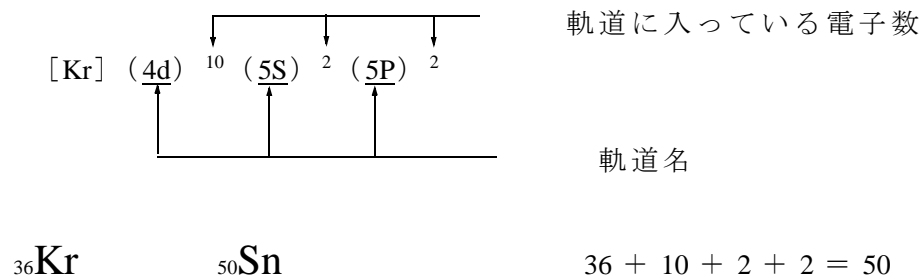 軌道に入っている電子数
［Kr］（4d）10（5S）2（5P）2
軌道名
36Kr 50Sn 36 + 10 + 2 + 2 = 50